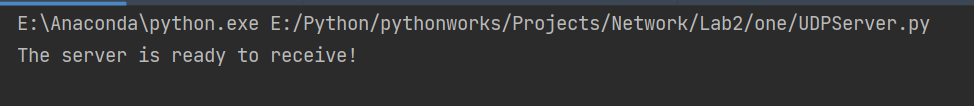 E:\Anaconda\python.exe E:/Python/pythonworks/Projects/Network/Lab2/one/UDPServer.py
The server is ready to receive!